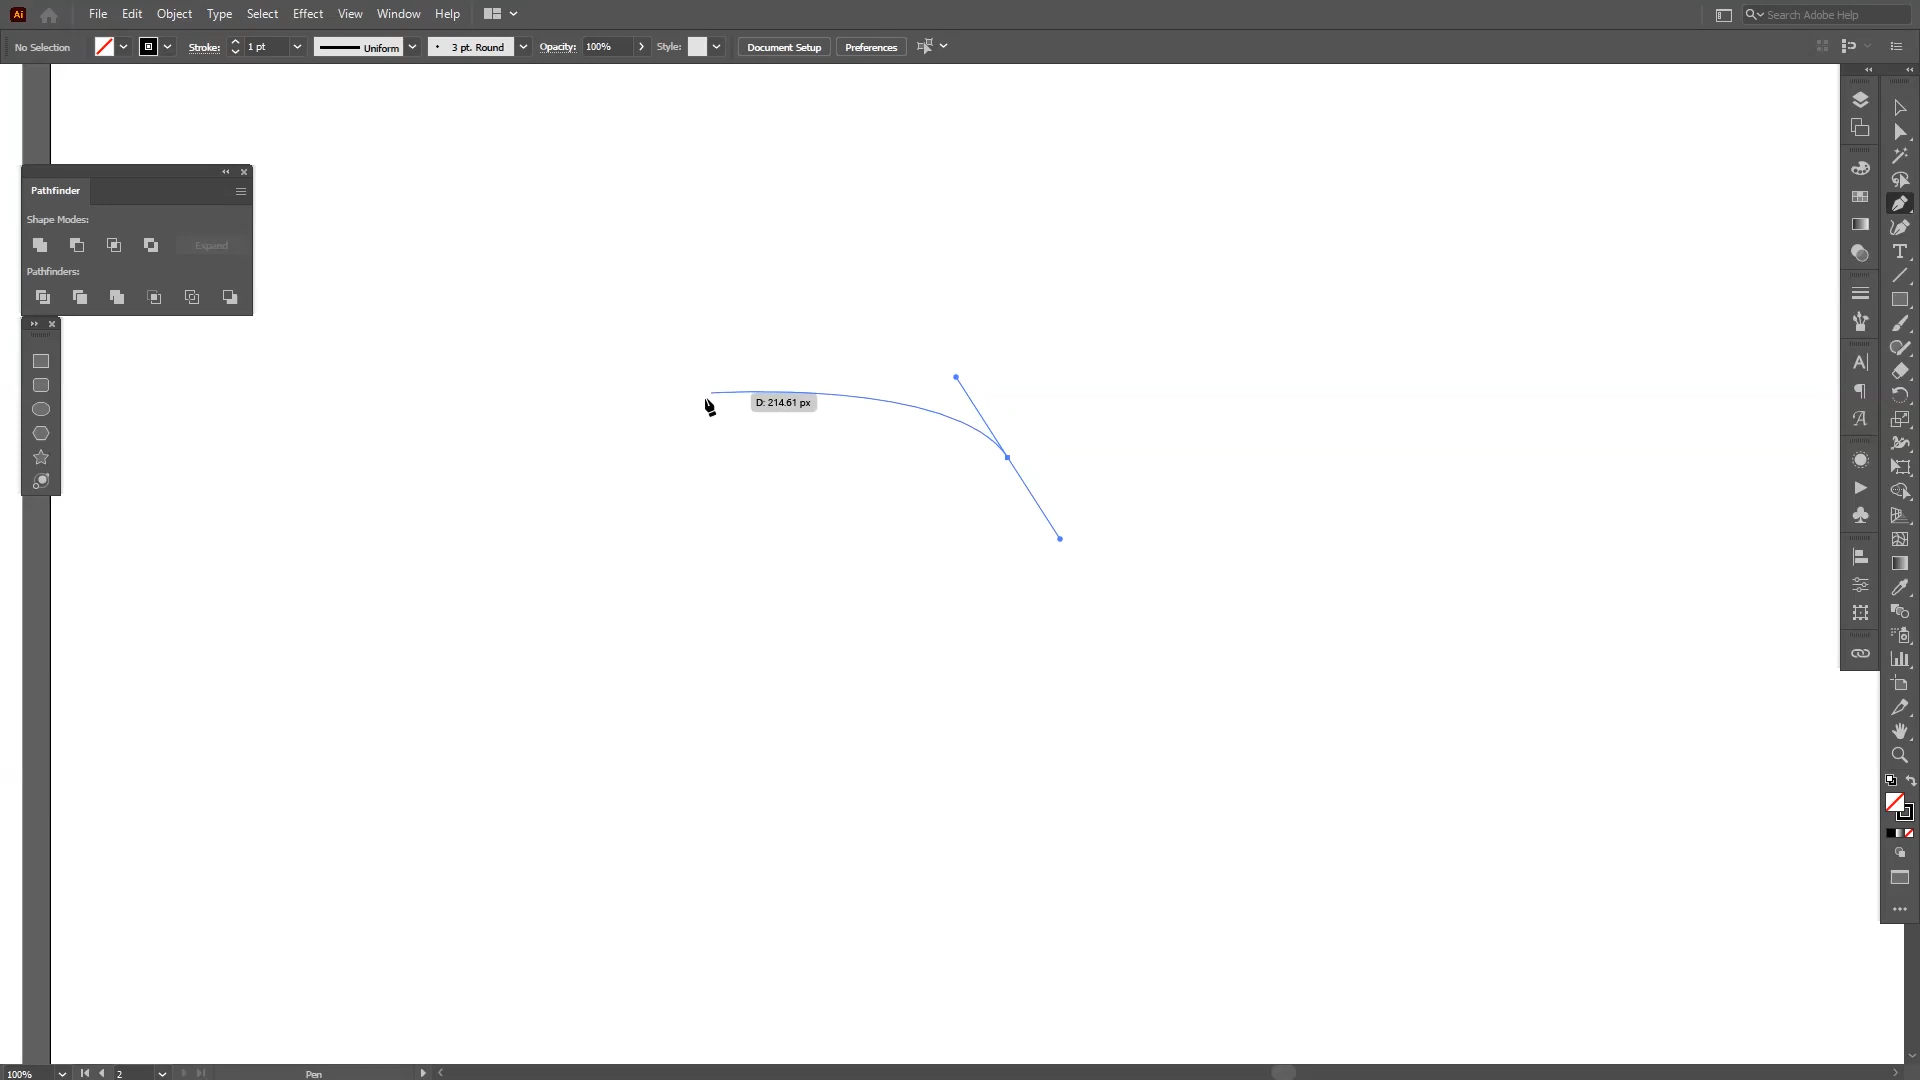 Ai File Edit Object Type Select Effect View Window Help Search Adobe Help
No Selection Stroke: 1 pt Uniform 3 pt. Round Opacity: 100% Style: Document Setup Preferences
Pathfinder
Shape Modes:
Expand
Pathfinders:
D: 214.61 px
100% 2 Pen